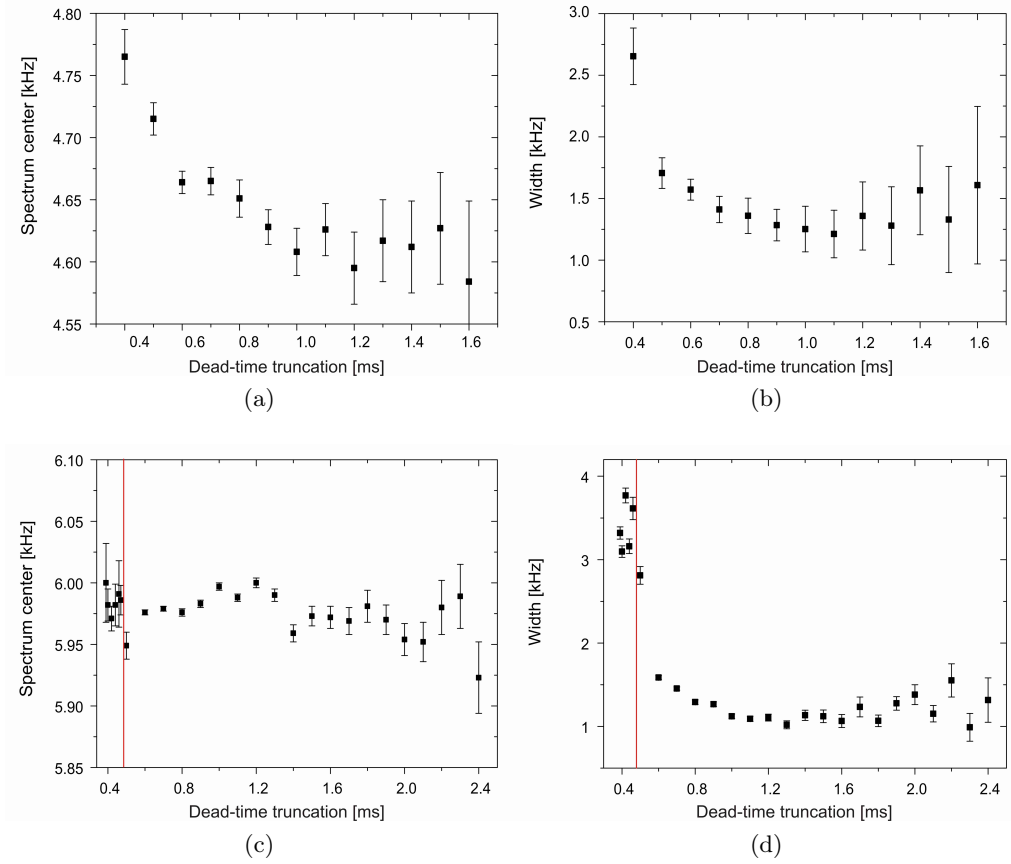 4.80
4.75
4.70
4.65
4.60
4.55
Spectrum center [kHz]
0.4 0.6 0.8 1.0 1.2 1.4 1.6
Dead-time truncation [ms]
(a)
3.0
2.5
2.0
1.5
1.0
0.5
Width [kHz]
0.4 0.6 0.8 1.0 1.2 1.4 1.6
Dead-time truncation [ms]
(b)
6.10
6.05
6.00
5.95
5.90
5.85
Spectrum center [kHz]
0.4 0.8 1.2 1.6 2.0 2.4
Dead-time truncation [ms]
(c)
4
3
2
1
Width [kHz]
0.4 0.8 1.2 1.6 2.0 2.4
Dead-time truncation [ms]
(d)